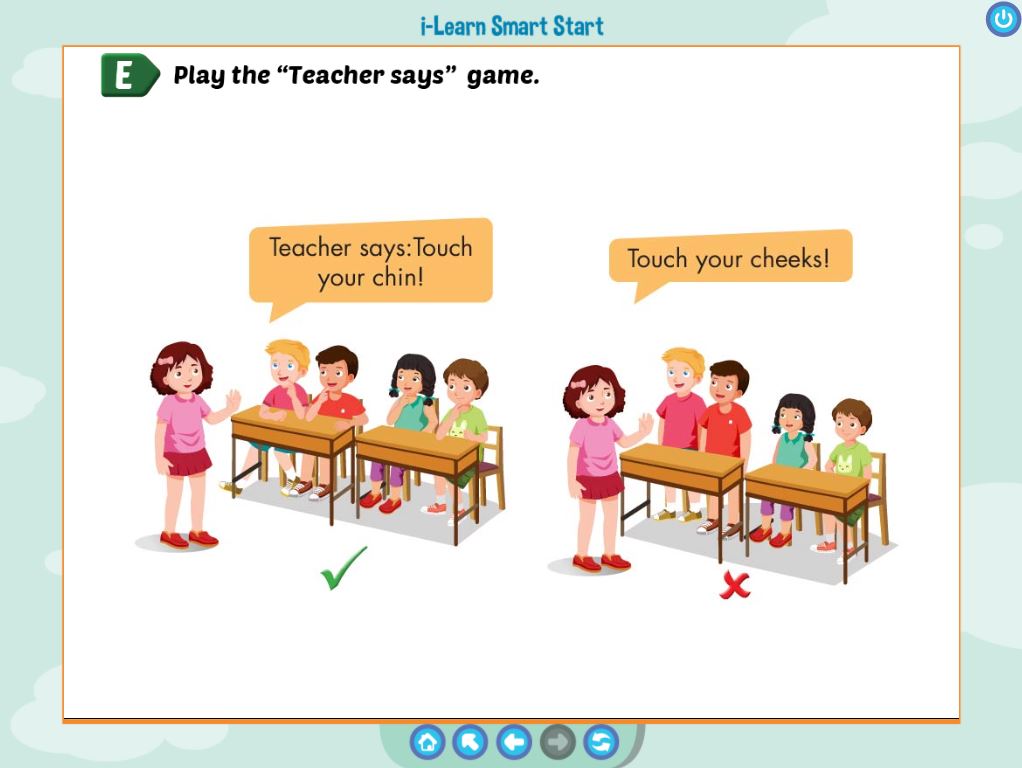 i-Learn Smart Start
E Play the “Teacher says” game.
Teacher says:Touch
your chin!
Touch your cheeks!